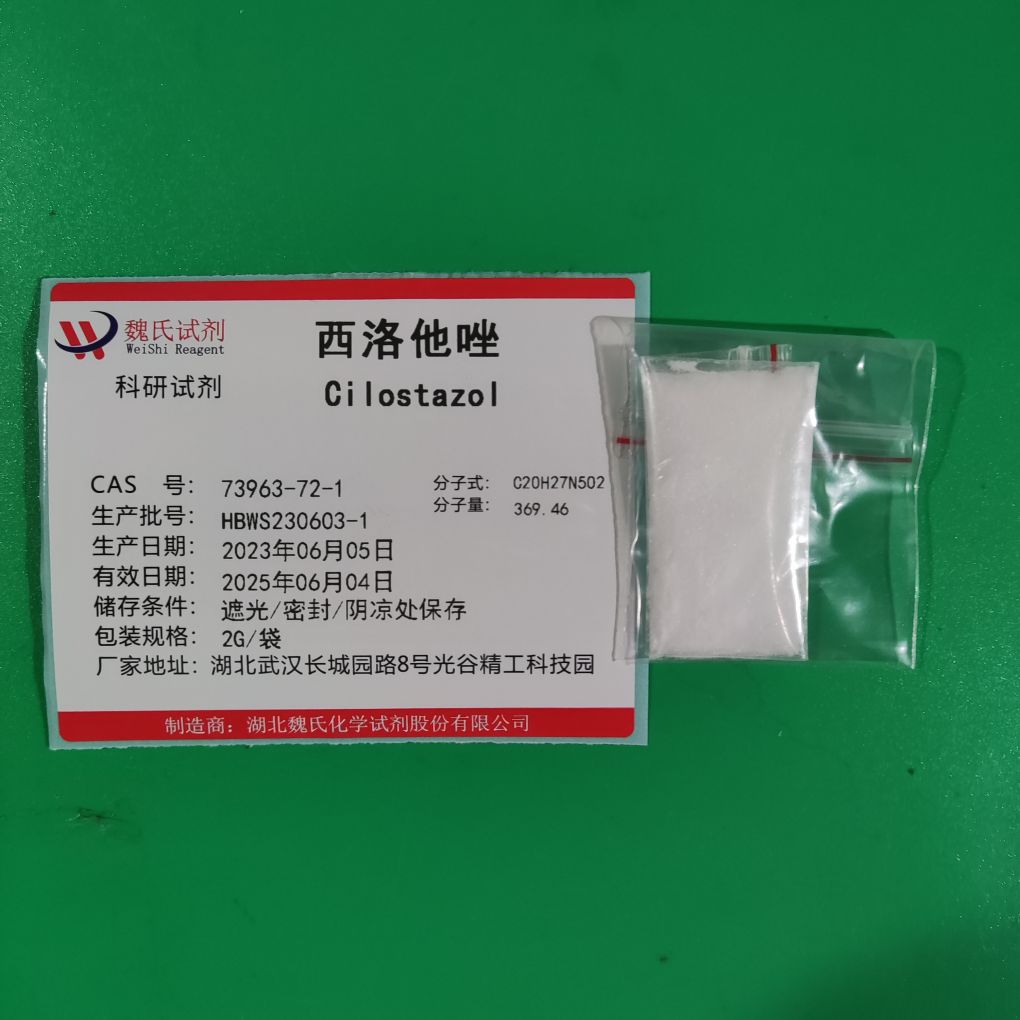 魏氏试剂
WeiShi Reagent
科研试剂
西洛他唑
Cilostazol
CAS 号: 73963-72-1
分子式: C20H27N5O2
生产批号: HBWS230603-1
分子量: 369.46
生产日期: 2023年06月05日
有效日期: 2025年06月04日
储存条件: 遮光/密封/阴凉处保存
包装规格: 2G/袋
厂家地址: 湖北武汉长城园路8号光谷精工科技园
制造商: 湖北魏氏化学试剂股份有限公司